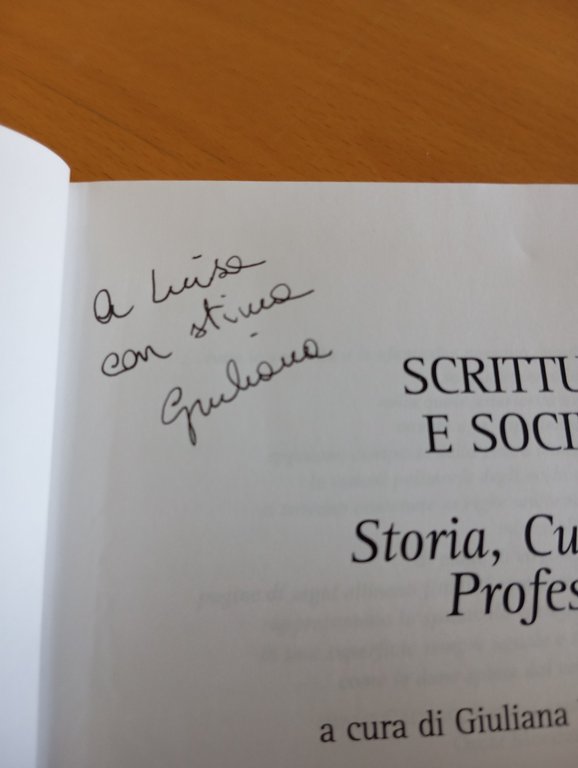 a Luisa
con stima
Giuliana
SCRITTU
E SOCI
Storia, Cu
Profes
a cura di Giuliana